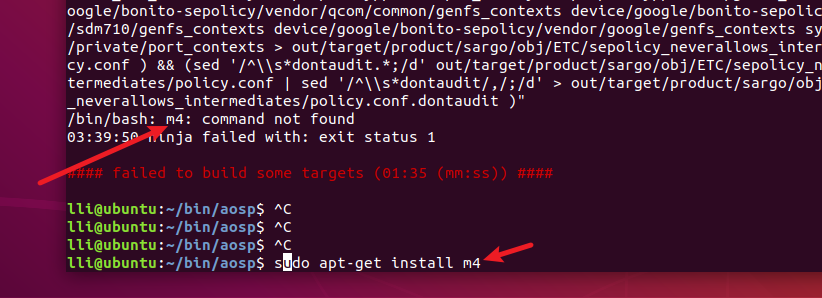 oogle/bonito-sepolicy/vendor/qcom/common/genfs_contexts device/google/bonito-sepolic
/sdm710/genfs_contexts device/google/bonito-sepolicy/vendor/google/genfs_contexts sy
/private/port_contexts > out/target/product/sargo/obj/ETC/sepolicy_neverallows_inter
cy.conf ) && (sed '/^\\s*dontaudit.*;/d' out/target/product/sargo/obj/ETC/sepolicy_n
termediates/policy.conf | sed '/^\\s*dontaudit/,/;/d' > out/target/product/sargo/obj
_neverallows_intermediates/policy.conf.dontaudit )"
/bin/bash: m4: command not found
03:39:50 ninja failed with: exit status 1
#### failed to build some targets (01:35 (mm:ss)) ####
lli@ubuntu:~/bin/aosp$ ^C
lli@ubuntu:~/bin/aosp$ ^C
lli@ubuntu:~/bin/aosp$ ^C
lli@ubuntu:~/bin/aosp$ sudo apt-get install m4